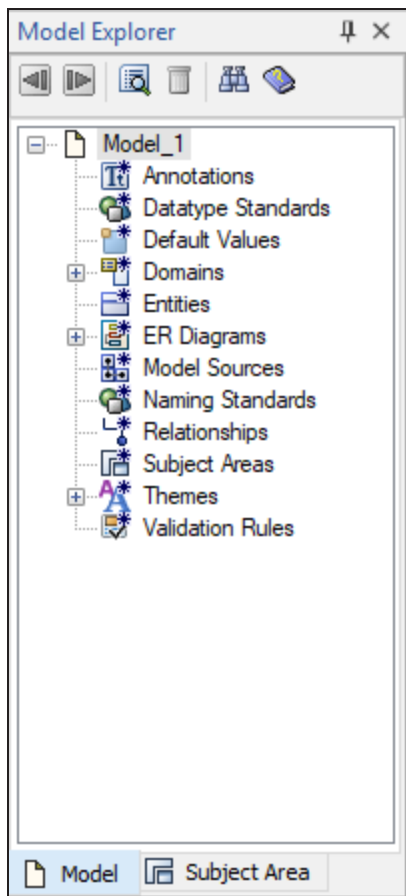 Model Explorer
Model_1
Annotations
Datatype Standards
Default Values
Domains
Entities
ER Diagrams
Model Sources
Naming Standards
Relationships
Subject Areas
Themes
Validation Rules
Model Subject Area